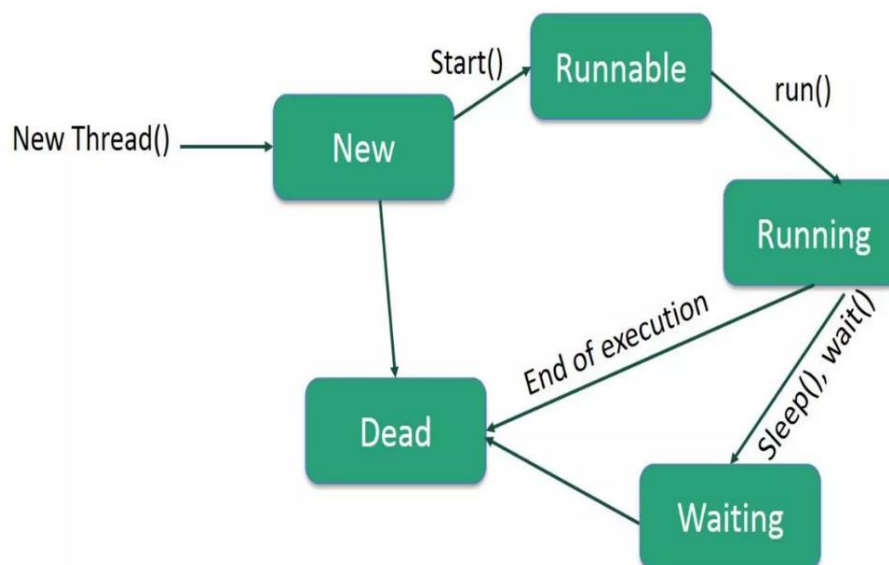 Start()
Runnable
run()
New Thread()
New
Running
End of execution
Sleep(), wait()
Dead
Waiting